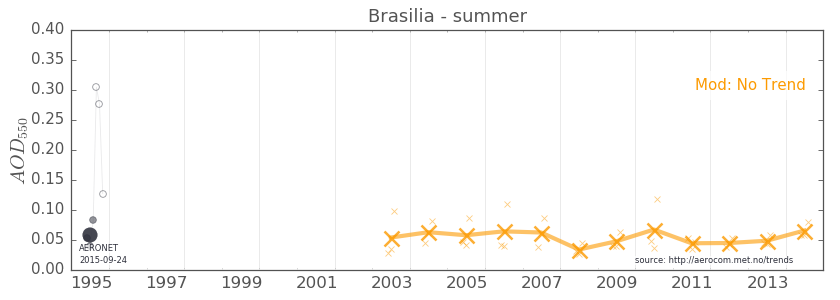 Brasilia - summer
0.40
0.35
0.30
0.25
0.20
0.15
0.10
0.05
0.00
AOD550
Mod: No Trend
AERONET
2015-09-24
source: http://aerocom.met.no/trends
1995 1997 1999 2001 2003 2005 2007 2009 2011 2013